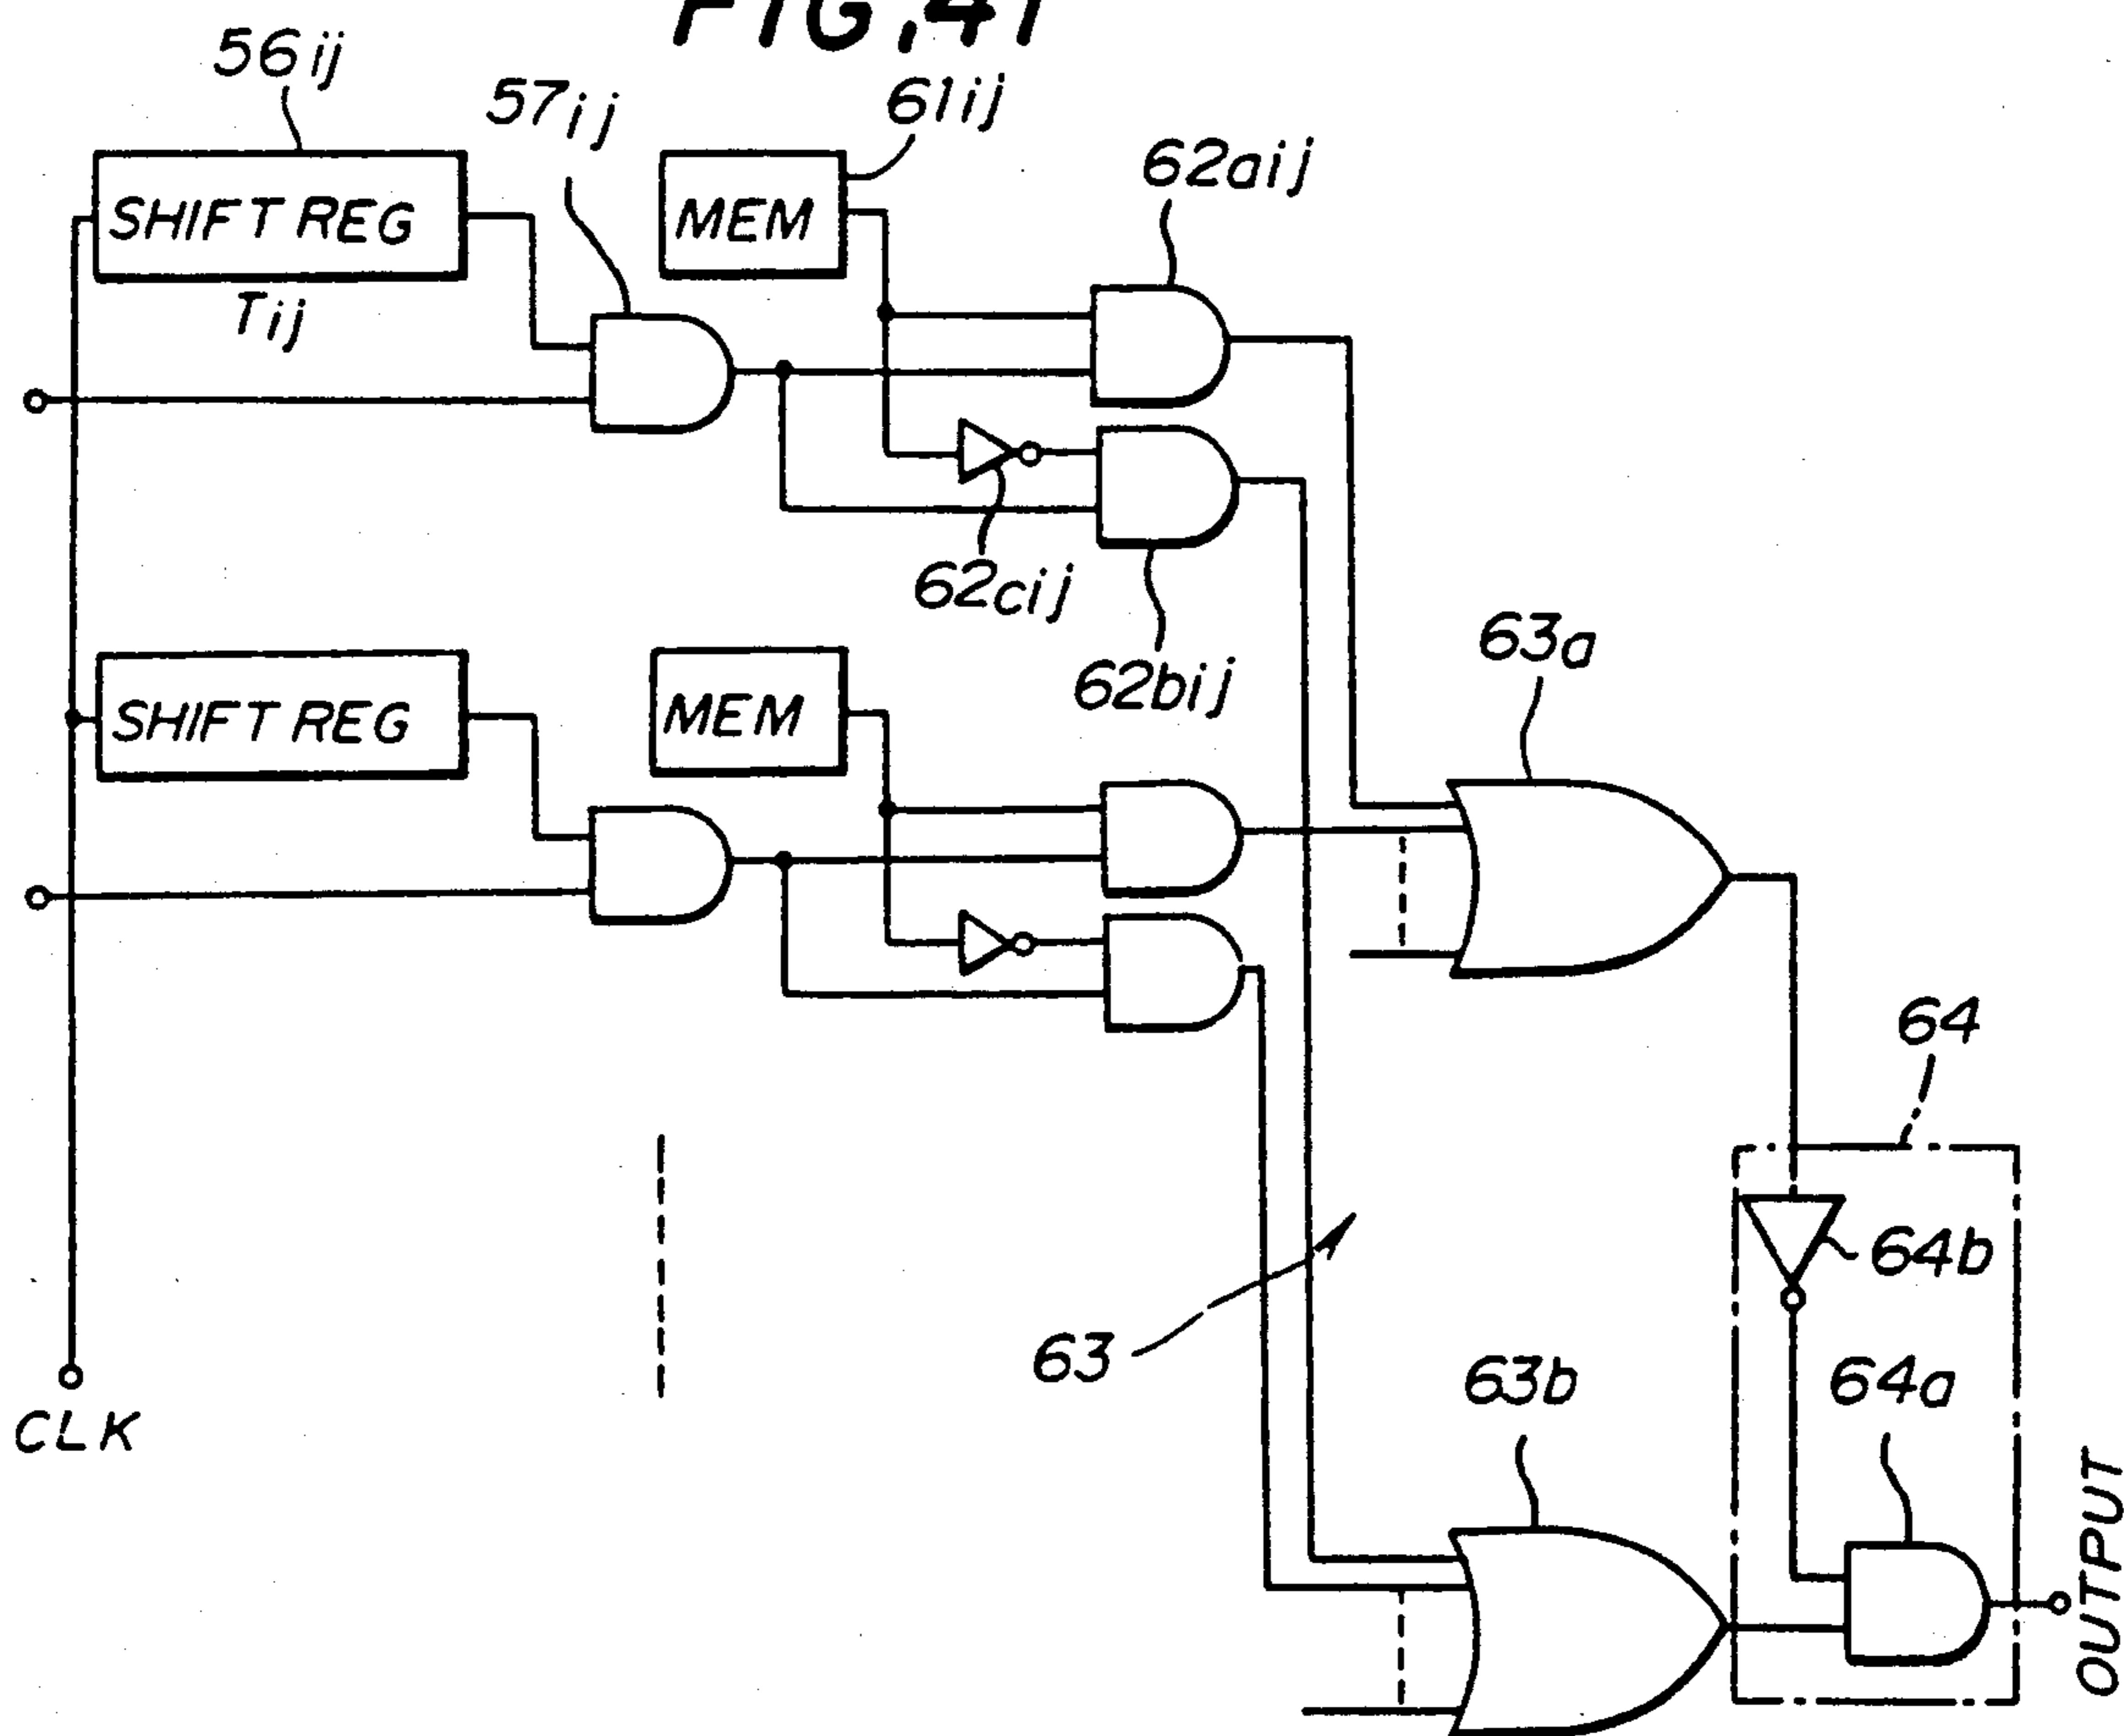 FIG.41
56ij
57ij
61ij
62aij
SHIFT REG
MEM
Tij
62cij
62bij
63a
SHIFT REG
MEM
64
64b
63
63b
64a
CLK
OUTPUT